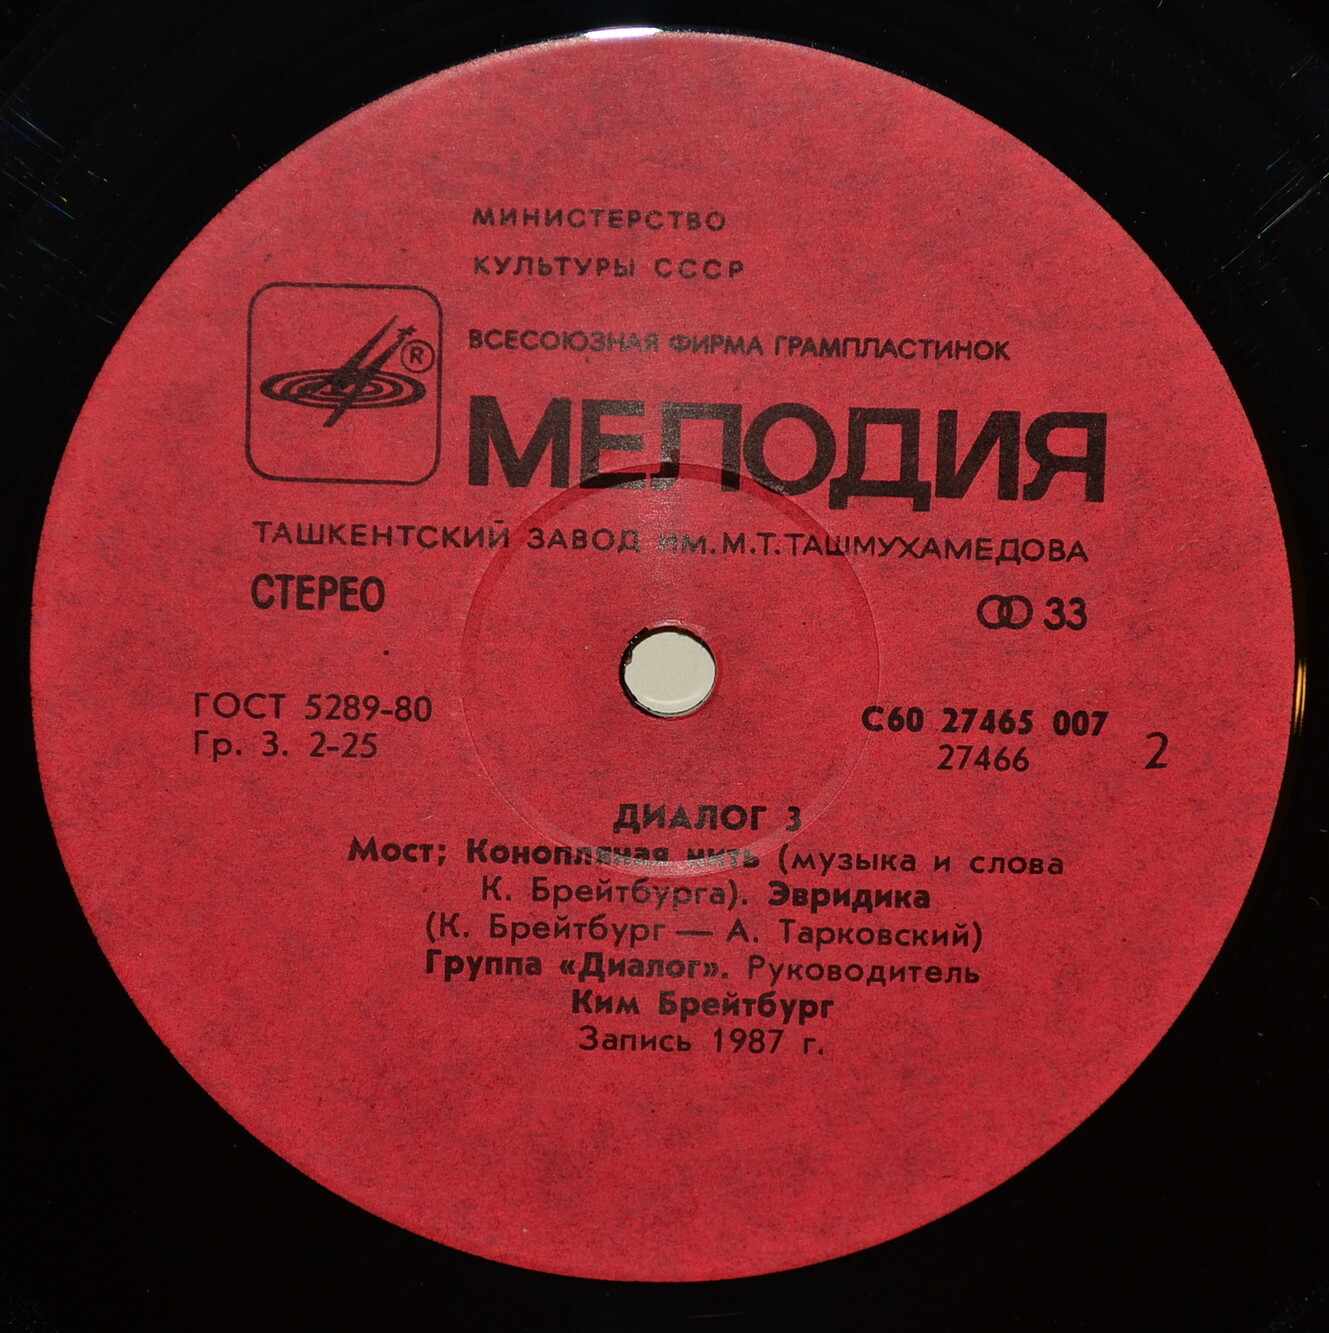 МИНИСТЕРСТВО
КУЛЬТУРЫ СССР
ВСЕСОЮЗНАЯ ФИРМА ГРАМПЛАСТИНОК
®
МЕЛОДИЯ
ТАШКЕНТСКИЙ ЗАВОД ИМ. М.Т.ТАШМУХАМЕДОВА
СТЕРЕО
33
ГОСТ 5289-80
Гр. 3. 2-25
С60 27465 007
27466
2
ДИАЛОГ 3
Мост; Конопляная нить (музыка и слова
К. Брейтбурга). Эвридика
(К. Брейтбург — А. Тарковский)
Группа «Диалог». Руководитель
Ким Брейтбург
Запись 1987 г.